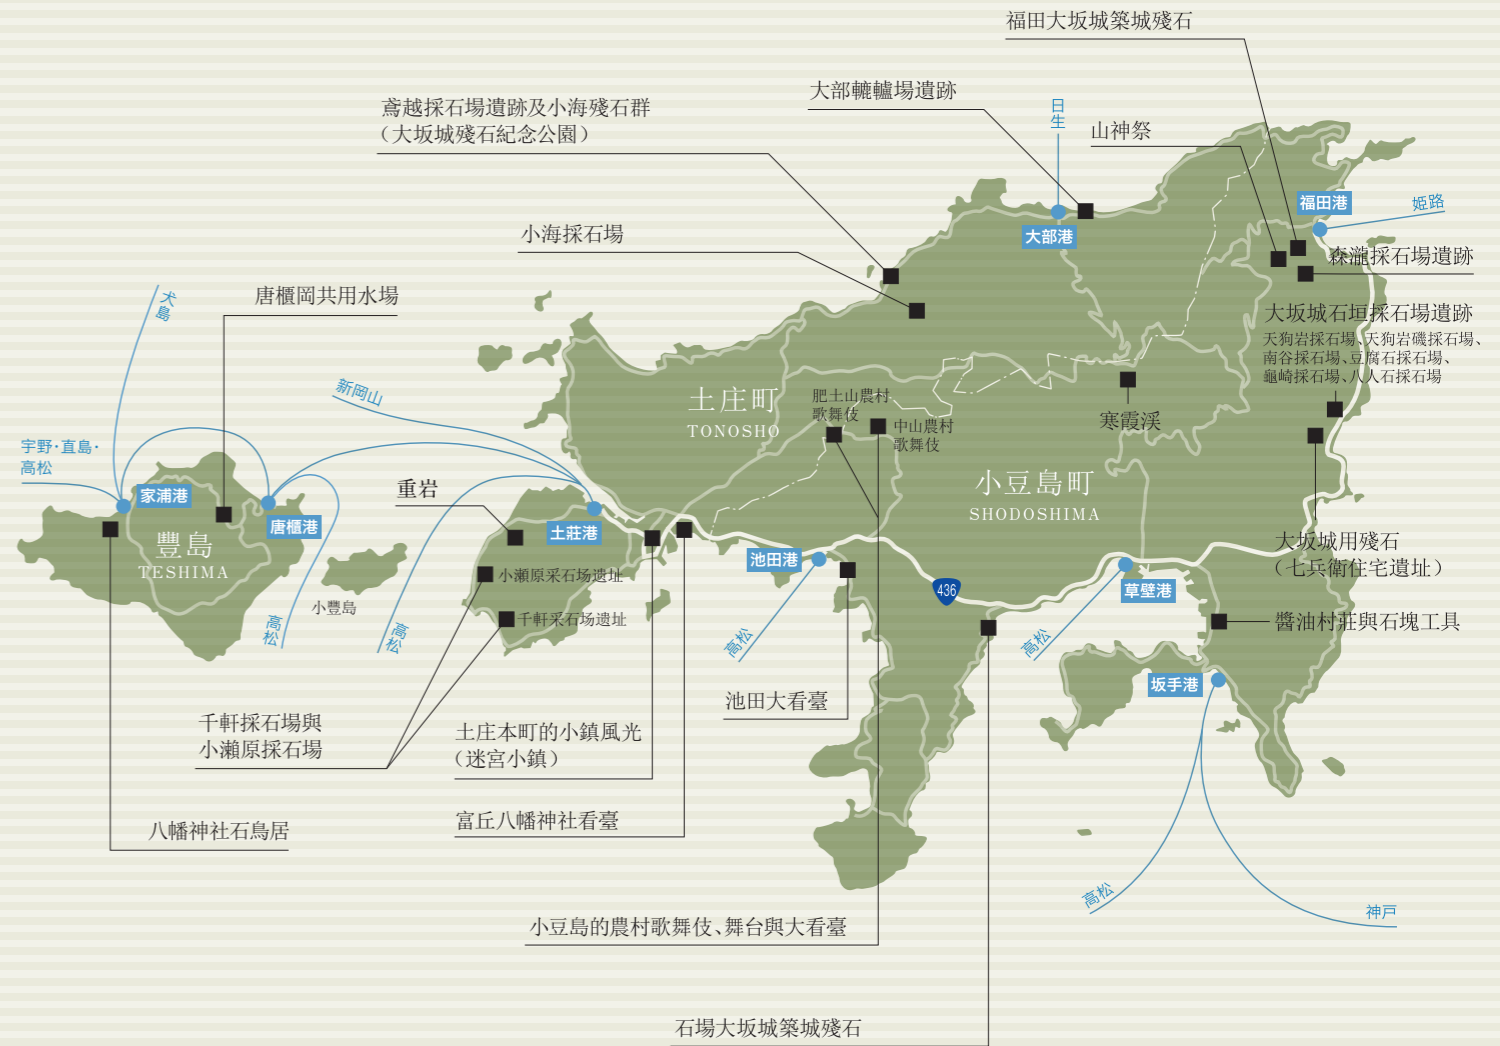 福田大坂城築城殘石
大部轆轤場遺跡
鳶越採石場遺跡及小海殘石群
（大坂城殘石紀念公園）
日生
山神祭
福田港
姫路
大部港
小海採石場
森瀧採石場遺跡
唐櫃岡共用水場
犬島
大坂城石垣採石場遺跡
天狗岩採石場、天狗岩磯採石場、
南谷採石場、豆腐石採石場、
龜崎採石場、八人石採石場
新岡山
土庄町
TONOSHO
肥土山農村
歌舞伎
中山農村
歌舞伎
寒霞渓
宇野・直島・
高松
家浦港
唐櫃港
重岩
小豆島町
SHODOSHIMA
豐島
TESHIMA
土莊港
池田港
大坂城用殘石
（七兵衛住宅遺址）
小瀬原采石场遗址
436
草壁港
小豐島
千軒采石场遗址
醬油村莊與石塊工具
高松
高松
高松
高松
坂手港
池田大看臺
千軒採石場與
小瀨原採石場
土庄本町的小鎮風光
（迷宮小鎮）
八幡神社石鳥居
富丘八幡神社看臺
高松
神戸
小豆島的農村歌舞伎、舞台與大看臺
石場大坂城築城殘石